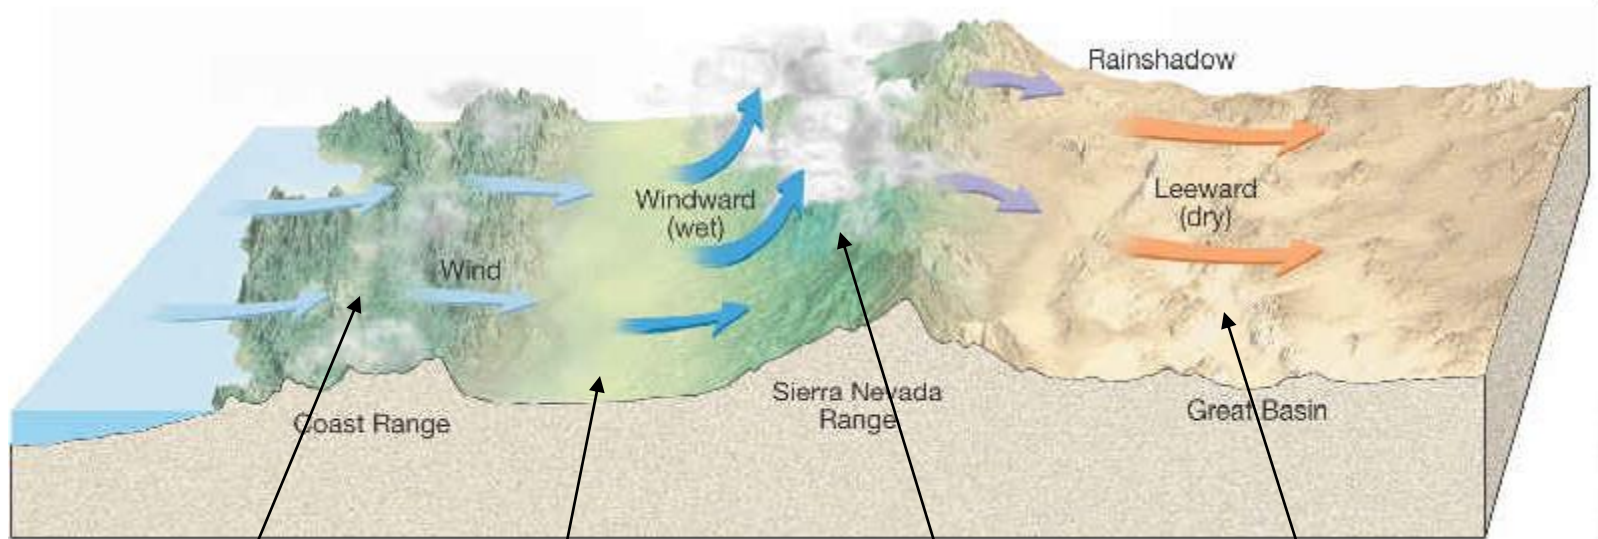 Rainshadow
Windward
(wet)
Leeward
(dry)
Wind
Sierra Nevada
Range
Coast Range
Great Basin